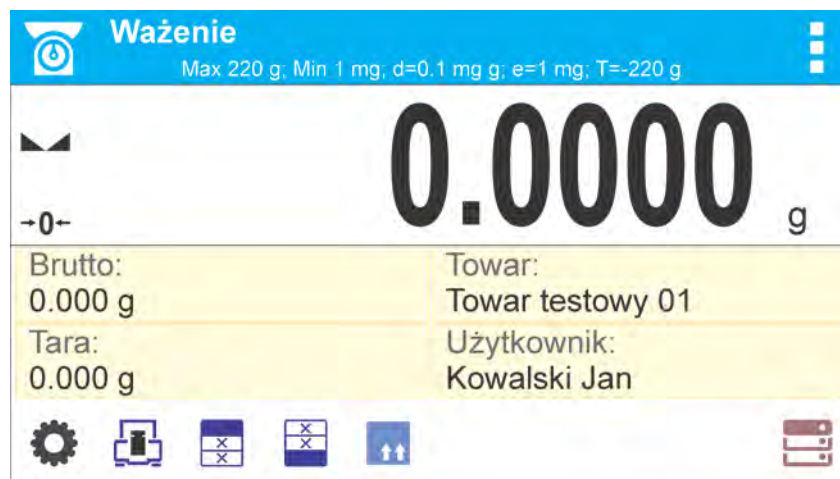 Ważenie
Max 220 g; Min 1 mg; d=0.1 mg g; e=1 mg; T=-220 g
0.0000 g
→0←
Brutto:
0.000 g
Towar:
Towar testowy 01
Tara:
0.000 g
Użytkownik:
Kowalski Jan